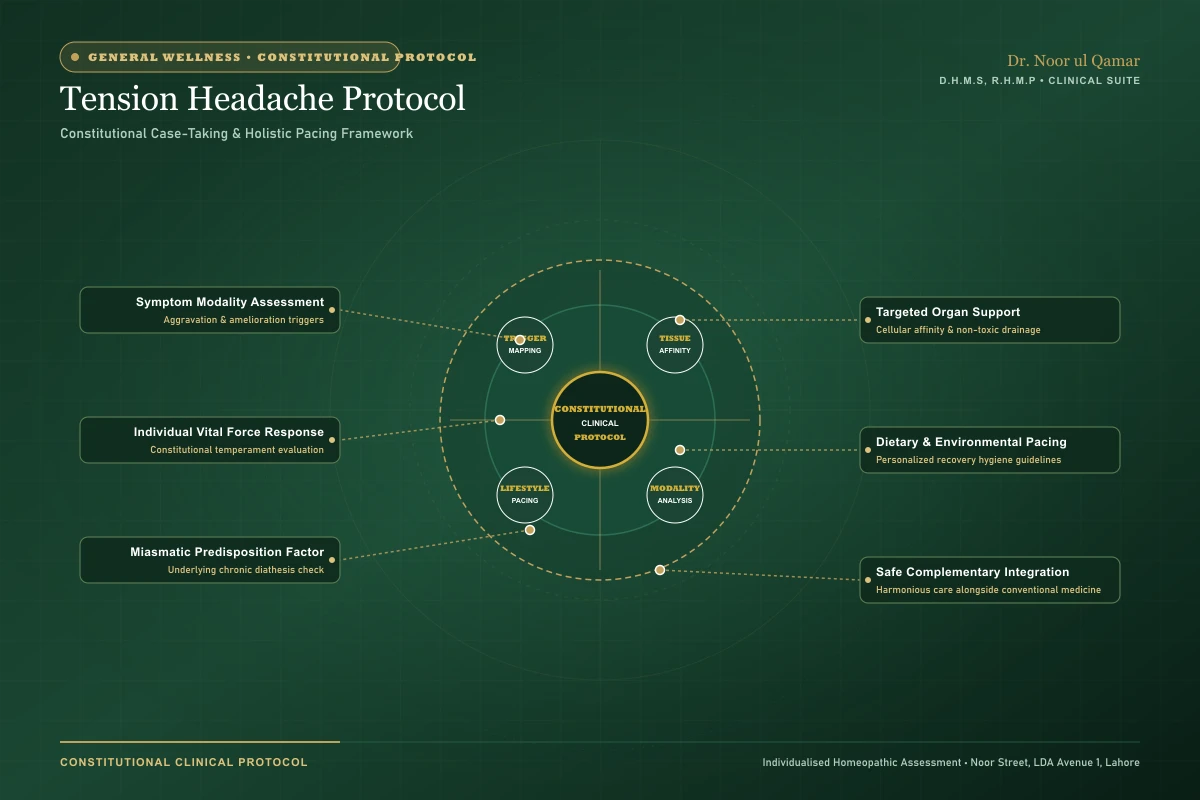 GENERAL WELLNESS • CONSTITUTIONAL PROTOCOL
Tension Headache Protocol
Constitutional Case-Taking & Holistic Pacing Framework
Dr. Noor ul Qamar
D.H.M.S, R.H.M.P • CLINICAL SUITE
Symptom Modality Assessment
Aggravation & amelioration triggers
Individual Vital Force Response
Constitutional temperament evaluation
Miasmatic Predisposition Factor
Underlying chronic diathesis check
MAPPING
TISSUE
AFFINITY
CONSTITUTIONAL
CLINICAL
PROTOCOL
LIFESTYLE
PACING
MODALITY
ANALYSIS
Targeted Organ Support
Cellular affinity & non-toxic drainage
Dietary & Environmental Pacing
Personalized recovery hygiene guidelines
Safe Complementary Integration
Harmonious care alongside conventional medicine
CONSTITUTIONAL CLINICAL PROTOCOL
Individualised Homeopathic Assessment • Noor Street, LDA Avenue 1, Lahore